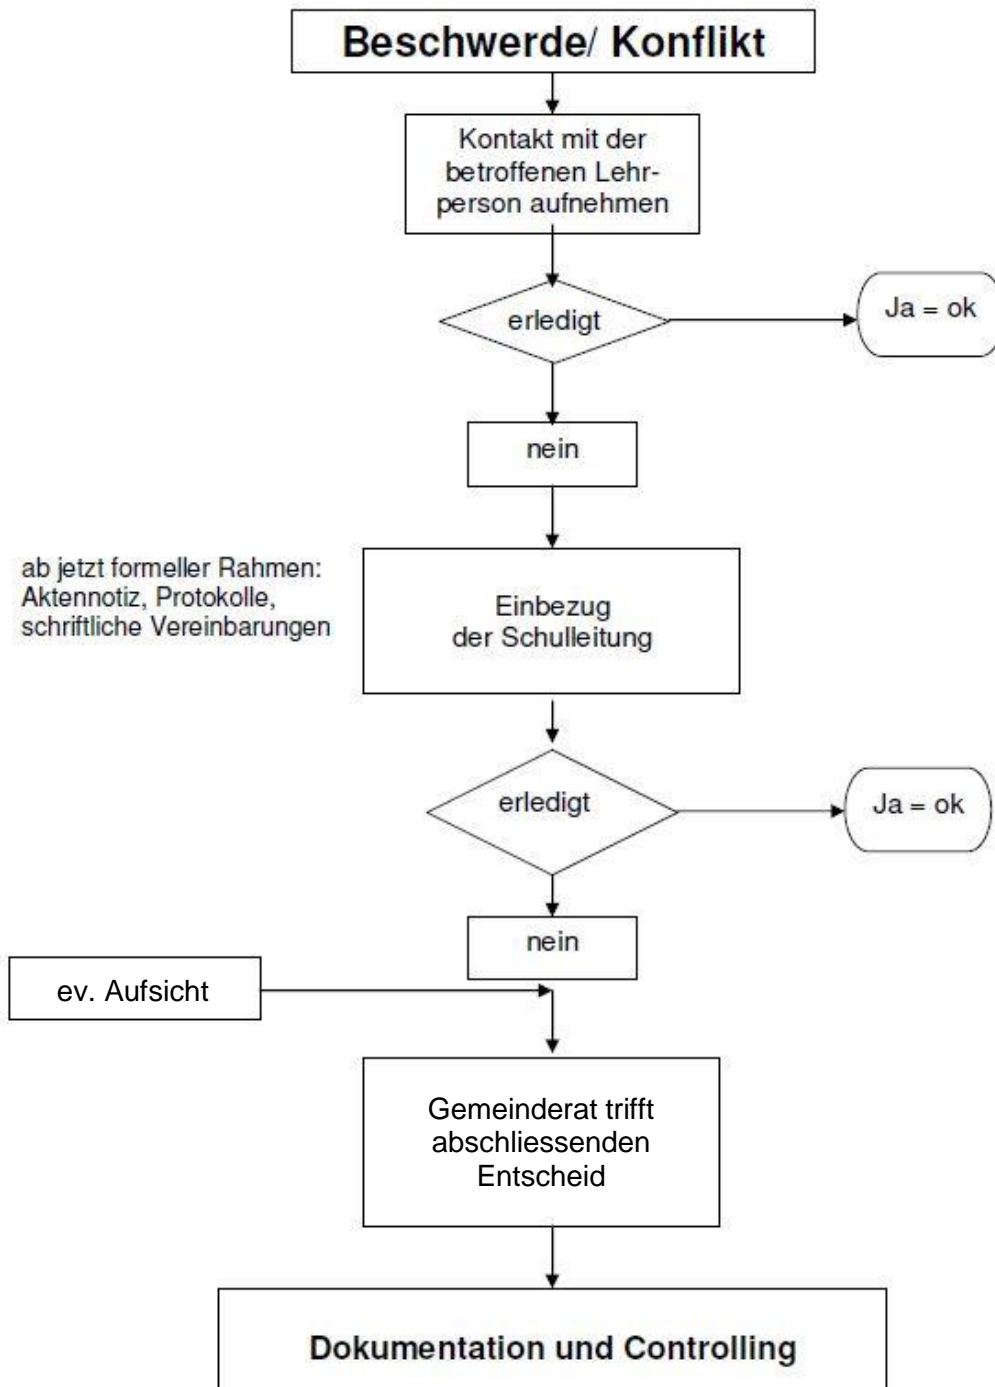 Beschwerde/ Konflikt
Kontakt mit der
betroffenen Lehr-
person aufnehmen
erledigt
Ja = ok
nein
ab jetzt formeller Rahmen:
Aktennotiz, Protokolle,
schriftliche Vereinbarungen
Einbezug
der Schulleitung
erledigt
Ja = ok
nein
ev. Aufsicht
Gemeinderat trifft
abschliessenden
Entscheid
Dokumentation und Controlling